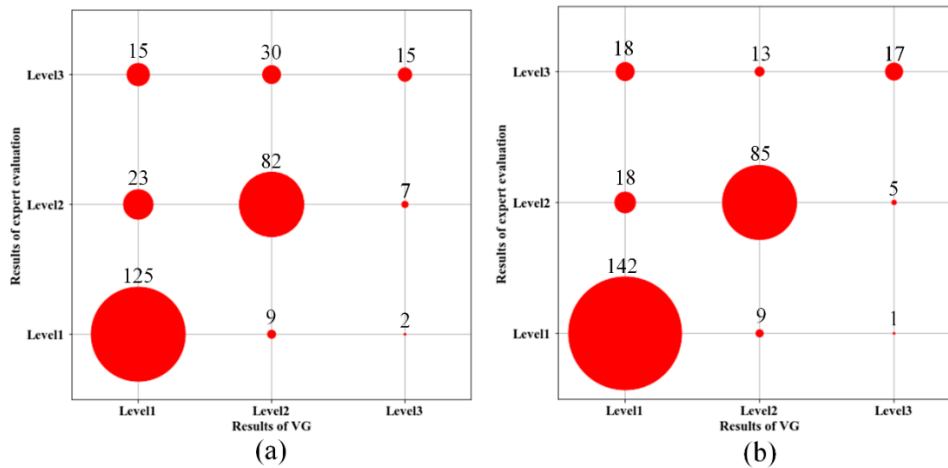 15 30 15
Level3
23 82 7
Level2
125 9 2
Level1
Results of expert evaluation
Level1 Level2 Level3
Results of VG
(a)
18 13 17
Level3
18 85 5
Level2
142 9 1
Level1
Results of expert evaluation
Level1 Level2 Level3
Results of VG
(b)